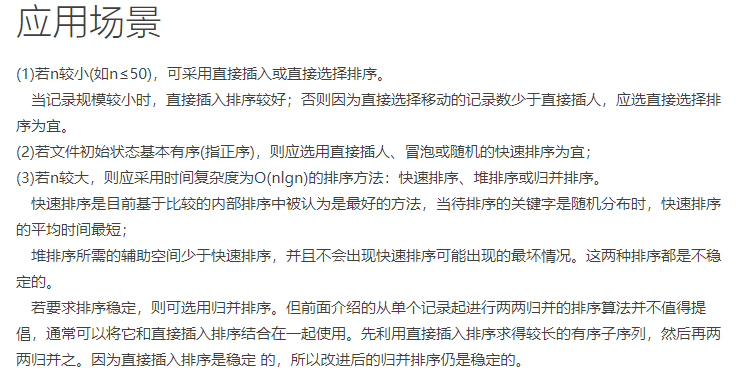 应用场景
(1)若n较小(如n≤50)，可采用直接插入或直接选择排序。
当记录规模较小时，直接插入排序较好；否则因为直接选择移动的记录数少于直接插人，应选直接选择排
序为宜。
(2)若文件初始状态基本有序(指正序)，则应选用直接插人、冒泡或随机的快速排序为宜；
(3)若n较大，则应采用时间复杂度为O(nlgn)的排序方法：快速排序、堆排序或归并排序。
快速排序是目前基于比较的内部排序中被认为是最好的方法，当待排序的关键字是随机分布时，快速排序
的平均时间最短；
堆排序所需的辅助空间少于快速排序，并且不会出现快速排序可能出现的最坏情况。这两种排序都是不稳
定的。
若要求排序稳定，则可选用归并排序。但前面介绍的从单个记录起进行两两归并的排序算法并不值得提
倡，通常可以将它和直接插入排序结合在一起使用。先利用直接插入排序求得较长的有序子序列，然后再两
两归并之。因为直接插入排序是稳定 的，所以改进后的归并排序仍是稳定的。